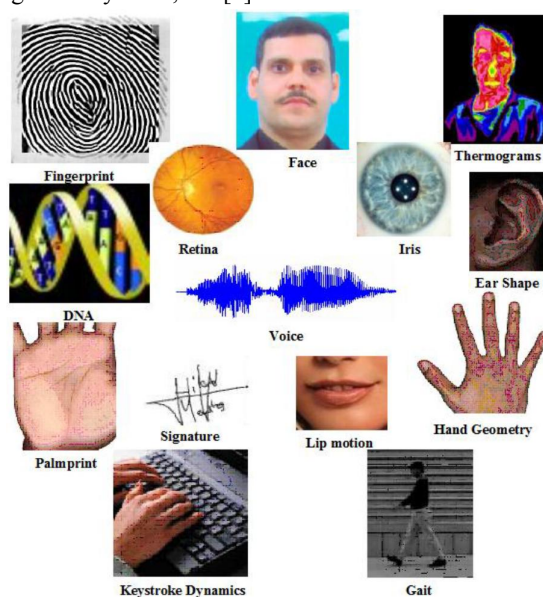 Face
Thermograms
Fingerprint
Retina
Iris
Ear Shape
DNA
Voice
Signature
Lip motion
Hand Geometry
Palmprint
Keystroke Dynamics
Gait